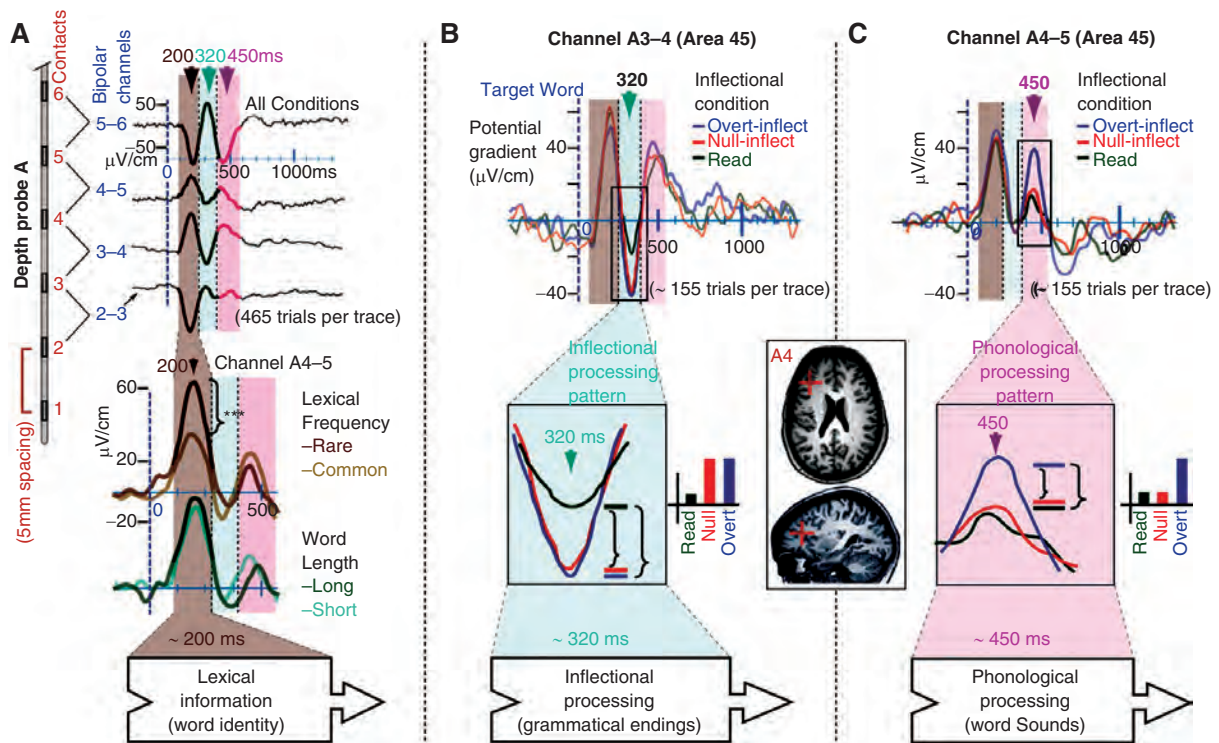 A
Contacts
Bipolar
channels
200
320
450ms
6
5
4
3
2
1
5–6
4–5
3–4
2–3
Depth probe A
(5mm spacing)
All Conditions
50
–50
μV/cm
0
500
1000ms
(465 trials per trace)
200
Channel A4–5
60
20
–20
μV/cm
***
0
500
Lexical
Frequency
–Rare
–Common
Word
Length
–Long
–Short
~ 200 ms
Lexical
information
(word identity)
B
Channel A3–4 (Area 45)
320
Target Word
Potential
gradient
(μV/cm)
40
–40
0
500
1000
Inflectional
condition
Overt-inflect
Null-inflect
Read
(~ 155 trials per trace)
Inflectional
processing
pattern
320 ms
Read
Null
Overt
~ 320 ms
Inflectional
processing
(grammatical endings)
A4
C
Channel A4–5 (Area 45)
450
μV/cm
40
–40
0
1000
Inflectional
condition
Overt-inflect
Null-inflect
Read
(~ 155 trials per trace)
Phonological
processing
pattern
450
Read
Null
Overt
~ 450 ms
Phonological
processing
(word Sounds)